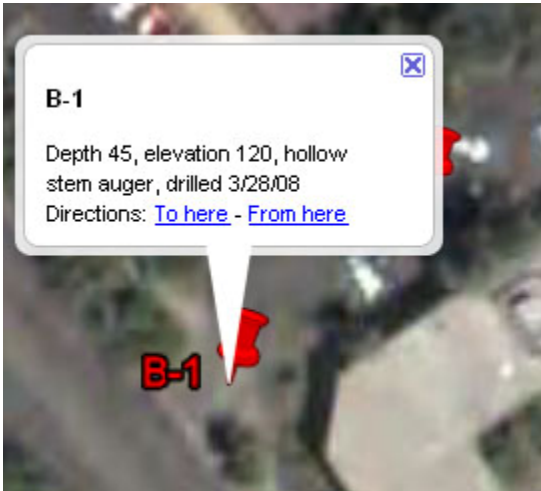 B-1
Depth 45, elevation 120, hollow
stem auger, drilled 3/28/08
Directions: To here - From here
B-1